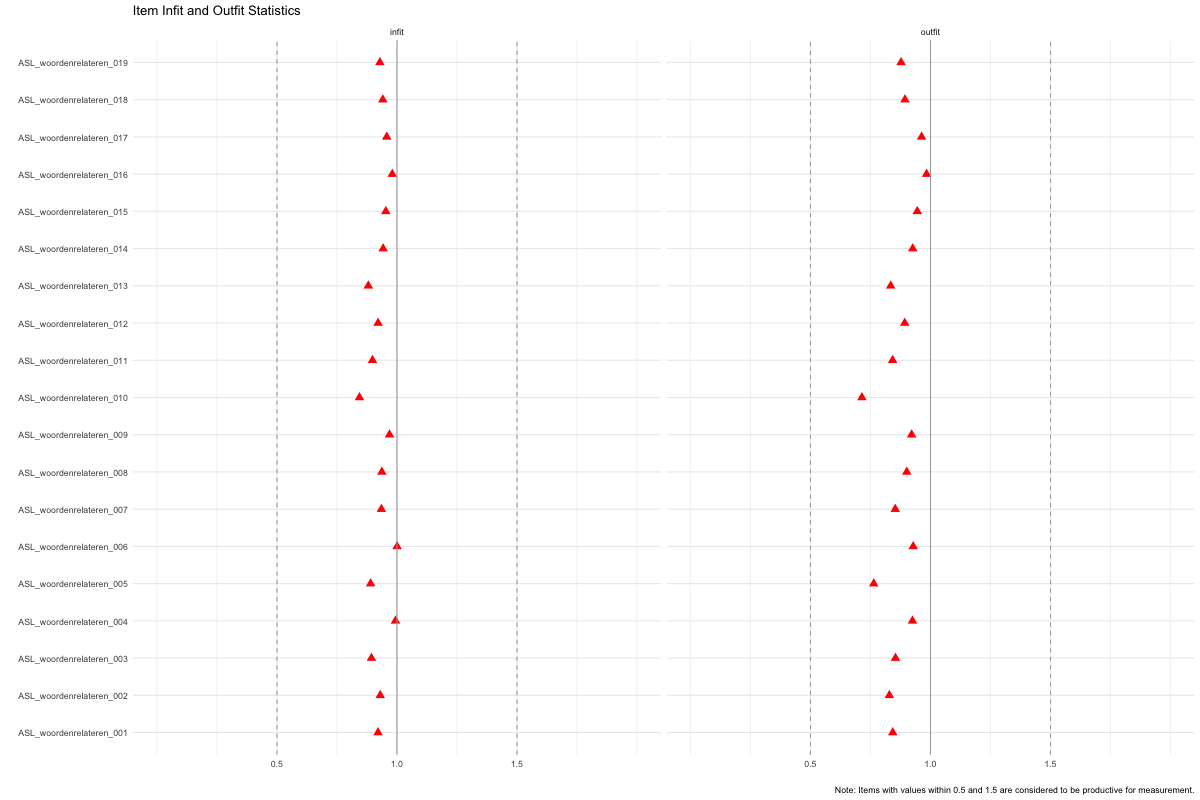 Item Infit and Outfit Statistics
infit outfit
ASL_woordenrelateren_019
ASL_woordenrelateren_018
ASL_woordenrelateren_017
ASL_woordenrelateren_016
ASL_woordenrelateren_015
ASL_woordenrelateren_014
ASL_woordenrelateren_013
ASL_woordenrelateren_012
ASL_woordenrelateren_011
ASL_woordenrelateren_010
ASL_woordenrelateren_009
ASL_woordenrelateren_008
ASL_woordenrelateren_007
ASL_woordenrelateren_006
ASL_woordenrelateren_005
ASL_woordenrelateren_004
ASL_woordenrelateren_003
ASL_woordenrelateren_002
ASL_woordenrelateren_001
0.5 1.0 1.5 0.5 1.0 1.5
Note: Items with values within 0.5 and 1.5 are considered to be productive for measurement.